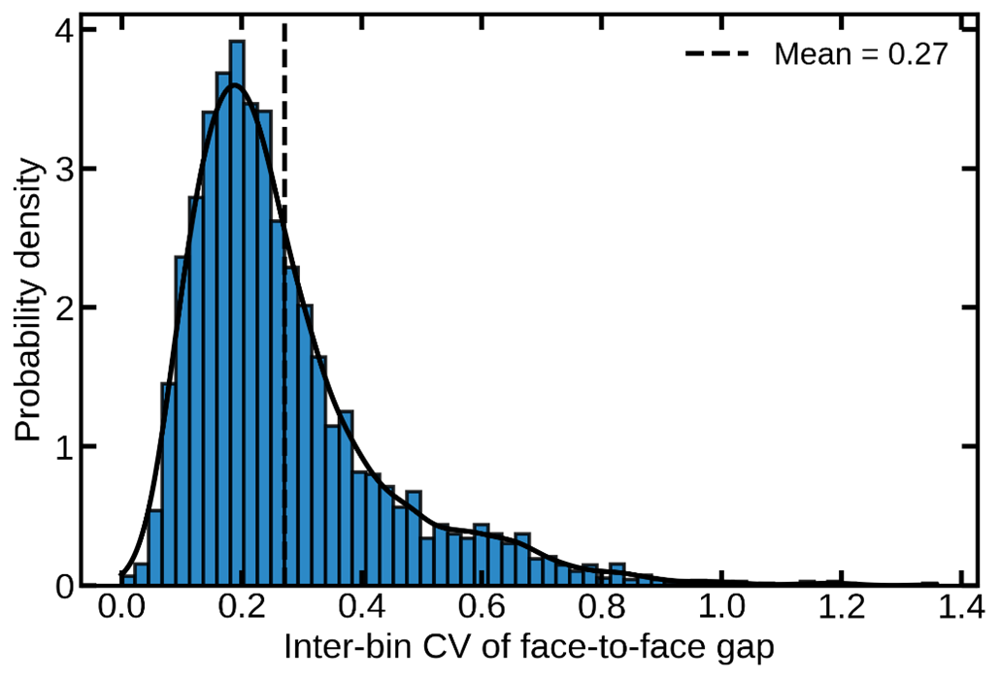 Mean = 0.27
Probability density
4
3
2
1
0
0.0 0.2 0.4 0.6 0.8 1.0 1.2 1.4
Inter-bin CV of face-to-face gap